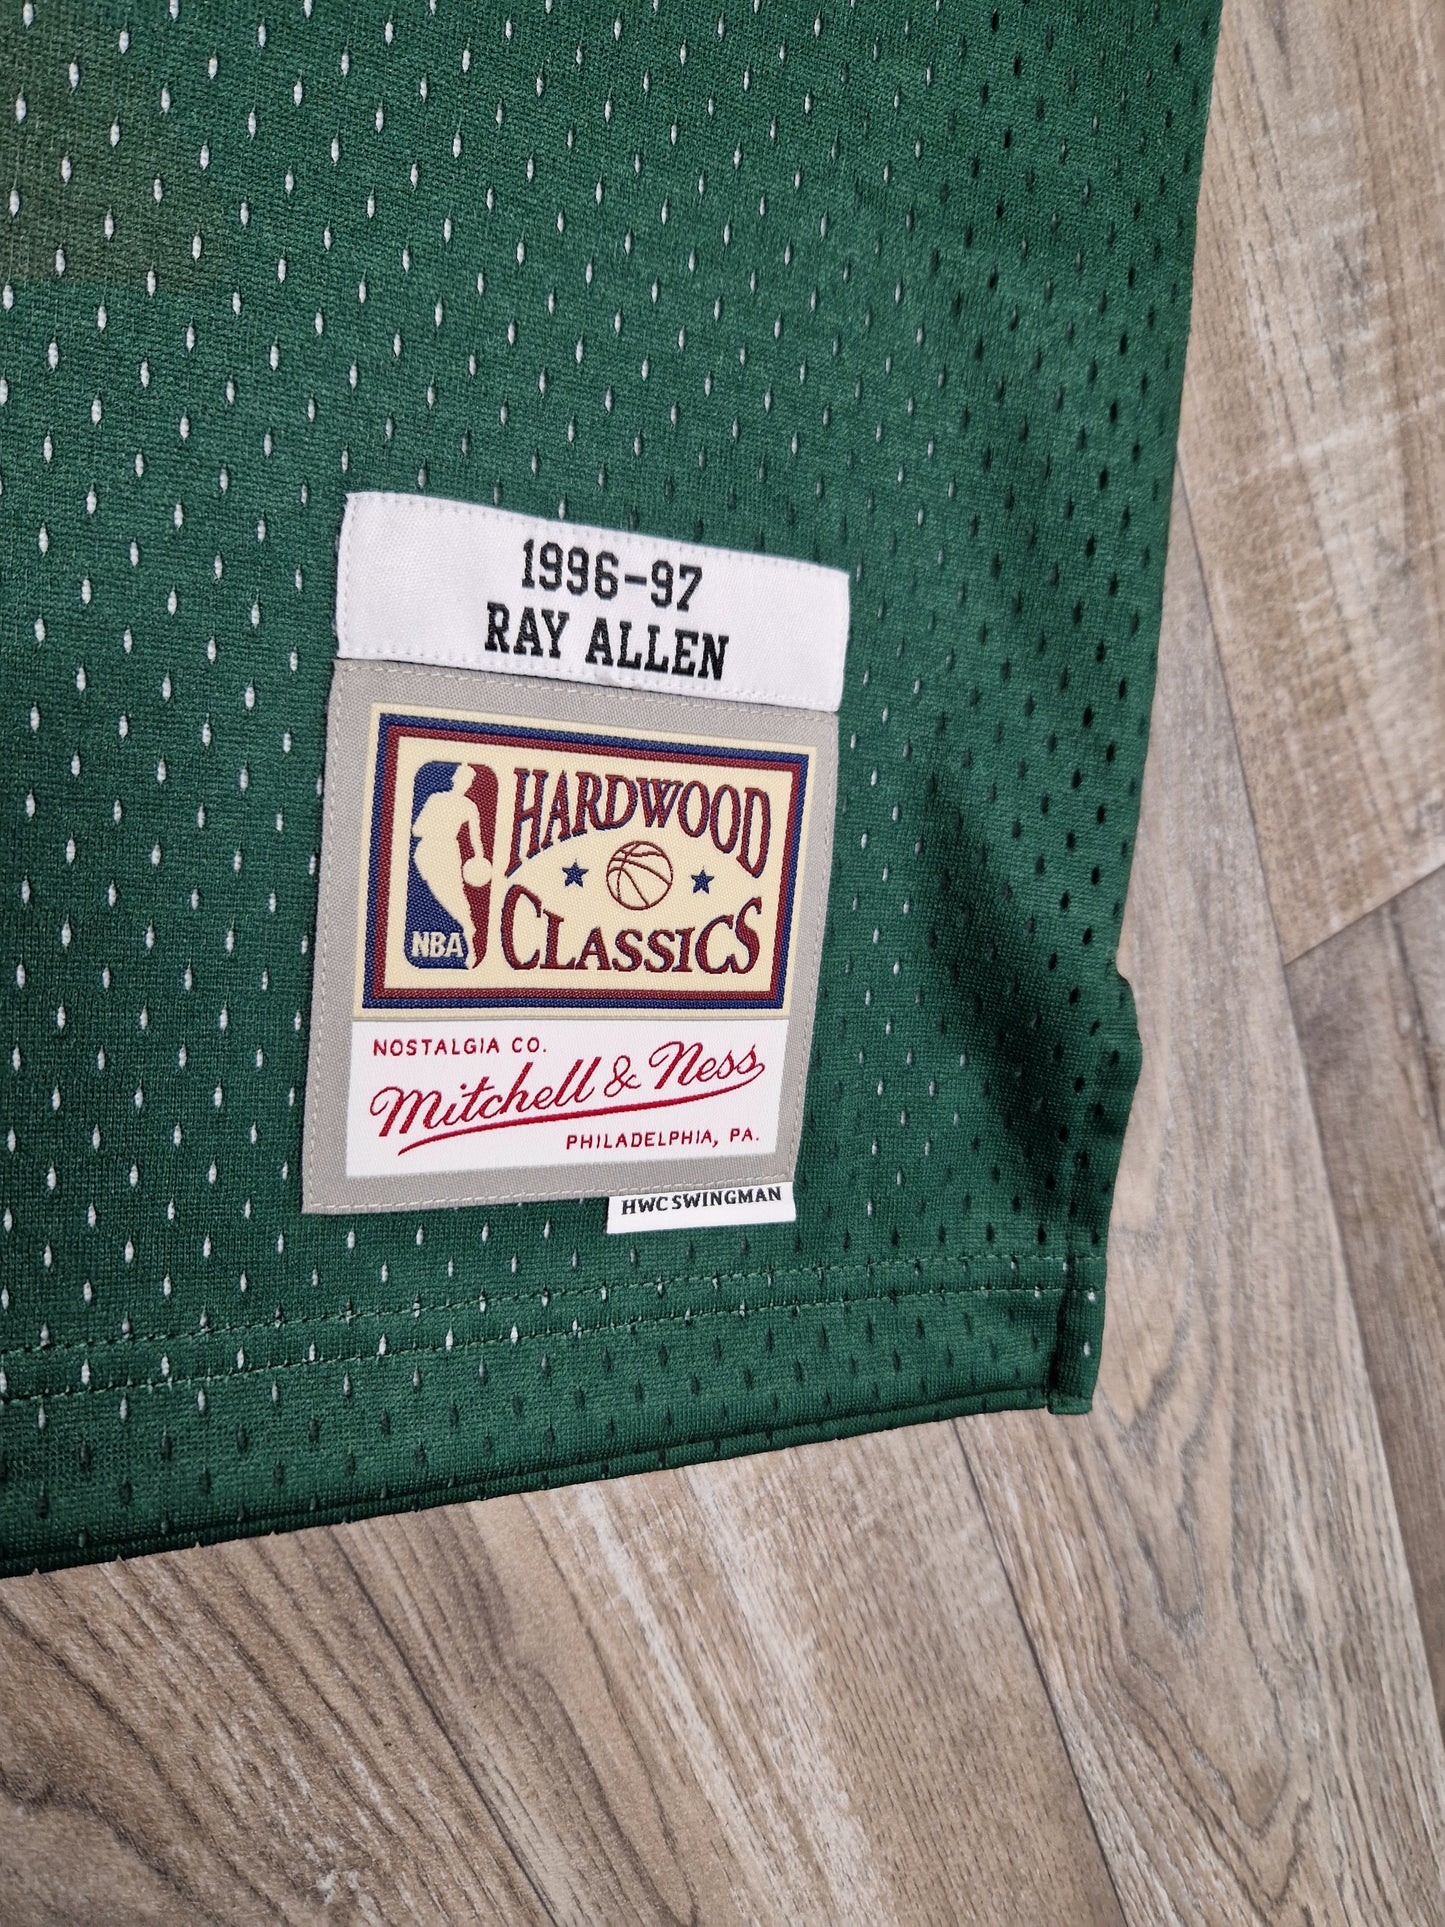 1996-97
RAY ALLEN
HARDWOOD
CLASSICS
NBA
NOSTALGIA CO.
Mitchell & Ness
PHILADELPHIA, PA.
HWC SWINGMAN